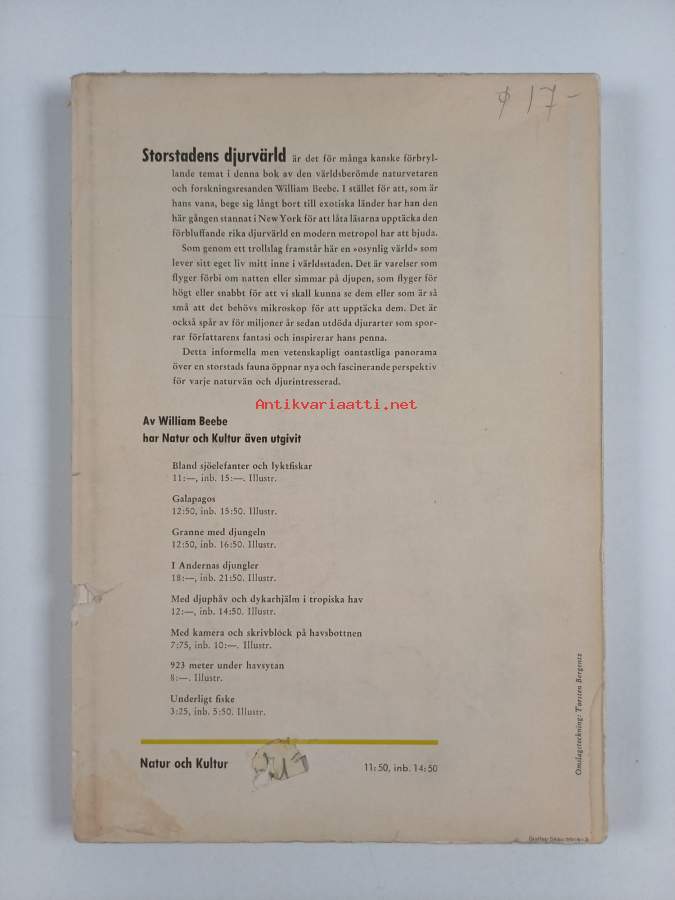 ¢ 17-
Storstadens djurvärld är det för många kanske förbryl-
lande temat i denna bok av den världsberömde naturvetaren
och forskningsresanden William Beebe. I stället för att, som är
hans vana, bege sig långt bort till exotiska länder har han den
här gången stannat i New York för att låta läsarna upptäcka den
förbluffande rika djurvärld en modern metropol har att bjuda.
Som genom ett trollslag framstår här en »osynlig värld» som
lever sitt eget liv mitt inne i världsstaden. Det är varelser som
flyger förbi om natten eller simmar på djupen, som flyger för
högt eller snabbt för att vi skall kunna se dem eller som är så
små att det behövs mikroskop för att upptäcka dem. Det är
också spår av för miljoner år sedan utdöda djurarter som spor-
rar författarens fantasi och inspirerar hans penna.
Detta informella men vetenskapligt oantastliga panorama
över en storstads fauna öppnar nya och fascinerande perspektiv
för varje naturvän och djurintresserad.
Antikvariaatti.net
Av William Beebe
har Natur och Kultur även utgivit
Bland sjöelefanter och lyktfiskar
11:—, inb. 15:—. Illustr.
Galapagos
12:50, inb. 15:50. Illustr.
Granne med djungeln
12:50, inb. 16:50. Illustr.
I Andernas djungler
18:—, inb. 21:50. Illustr.
Med djuphåv och dykarhjälm i tropiska hav
12:—, inb. 14:50. Illustr.
Med kamera och skrivblock på havsbottnen
7:75, inb. 10:—. Illustr.
923 meter under havsytan
8:—. Illustr.
Underligt fiske
3:25, inb. 5:50. Illustr.
Natur och Kultur
11:50, inb. 14:50
Omslagsteckning: Torsten Bergentz